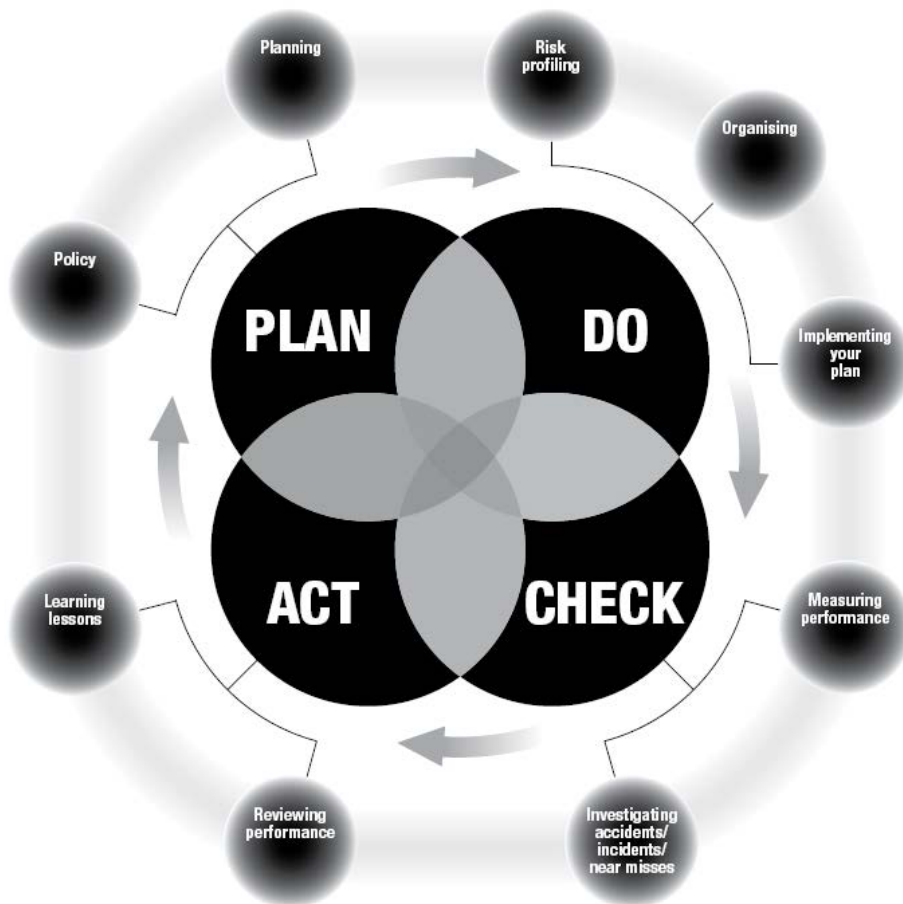 Planning
Risk
profiling
Organising
Policy
PLAN
DO
Implementing
your
plan
ACT
CHECK
Learning
lessons
Measuring
performance
Reviewing
performance
Investigating
accidents/
incidents/
near misses